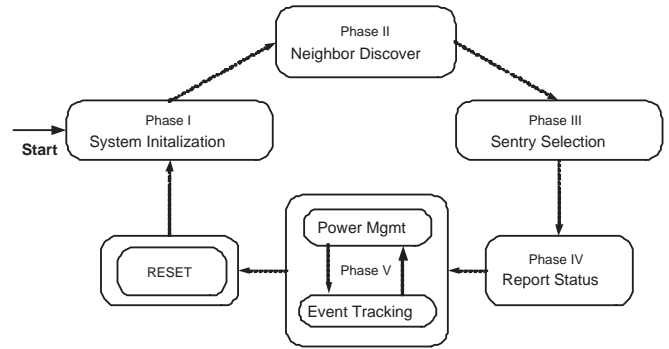 Phase II
Neighbor Discover
Phase I
System Initalization
Start
Phase III
Sentry Selection
Power Mgmt
Phase V
Event Tracking
RESET
Phase IV
Report Status